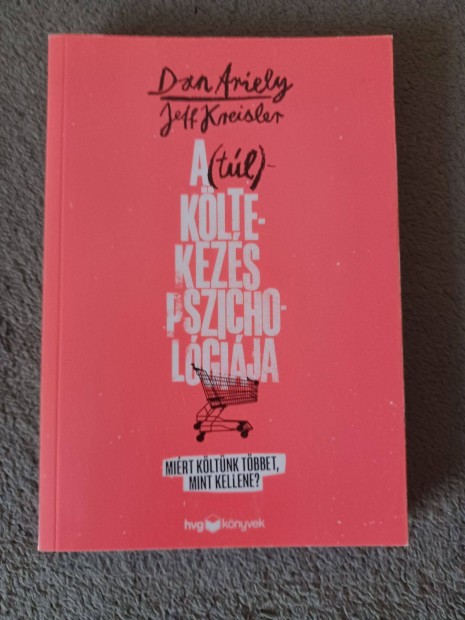 Dan Ariely
Jeff Kreisler
A (túl)-
KÖLTE-
KEZÉS
PSZICHO-
LÓGIÁJA
MIÉRT KÖLTÜNK TÖBBET,
MINT KELLENE?
hvg könyvek